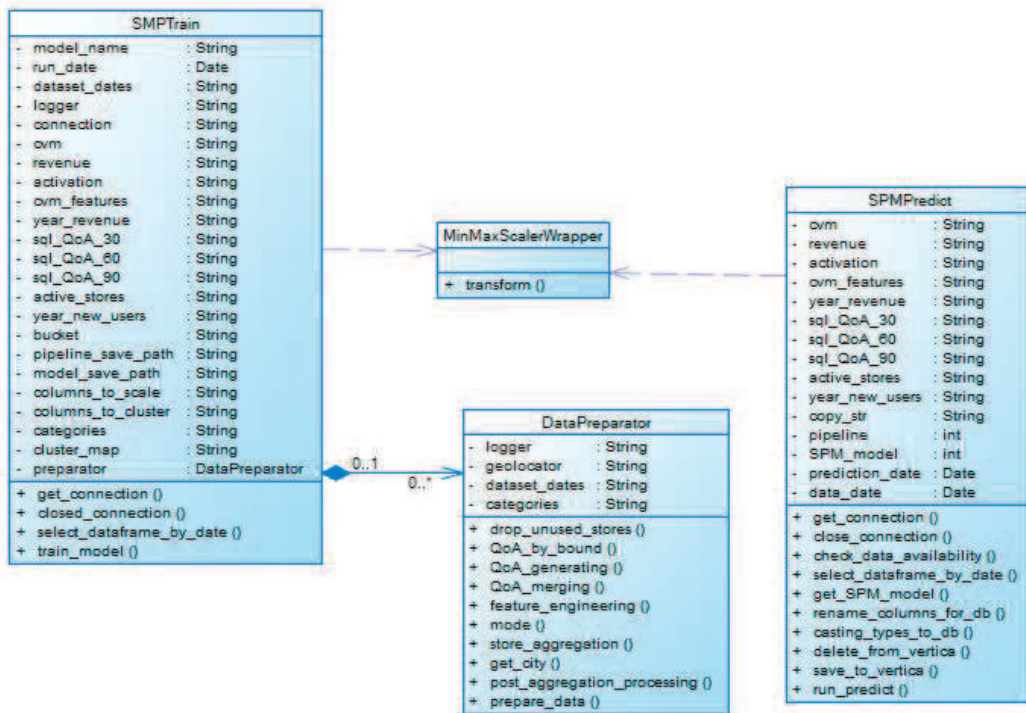 SMPTrain
- model_name : String
- run_date : Date
- dataset_dates : String
- logger : String
- connection : String
- cvm : String
- revenue : String
- activation : String
- cvm_features : String
- year_revenue : String
- sql_QoA_30 : String
- sql_QoA_60 : String
- sql_QoA_90 : String
- active_stores : String
- year_new_users : String
- bucket : String
- pipeline_save_path : String
- model_save_path : String
- columns_to_scale : String
- columns_to_cluster : String
- categories : String
- cluster_map : String
- preparator : DataPreparator
+ get_connection ()
+ closed_connection ()
+ select_dataframe_by_date ()
+ train_model ()
0..1
0..*
MinMaxScalerWrapper
+ transform ()
DataPreparator
- logger : String
- geolocator : String
- dataset_dates : String
- categories : String
+ drop_unused_stores ()
+ QoA_by_bound ()
+ QoA_generating ()
+ QoA_merging ()
+ feature_engineering ()
+ mode ()
+ store_aggregation ()
+ get_city ()
+ post_aggregation_processing ()
+ prepare_data ()
SPMPredict
- cvm : String
- revenue : String
- activation : String
- cvm_features : String
- year_revenue : String
- sql_QoA_30 : String
- sql_QoA_60 : String
- sql_QoA_90 : String
- active_stores : String
- year_new_users : String
- copy_str : String
- pipeline : int
- SPM_model : int
- prediction_date : Date
- data_date : Date
+ get_connection ()
+ close_connection ()
+ check_data_availability ()
+ select_dataframe_by_date ()
+ get_SPM_model ()
+ rename_columns_for_db ()
+ casting_types_to_db ()
+ delete_from_vertica ()
+ save_to_vertica ()
+ run_predict ()